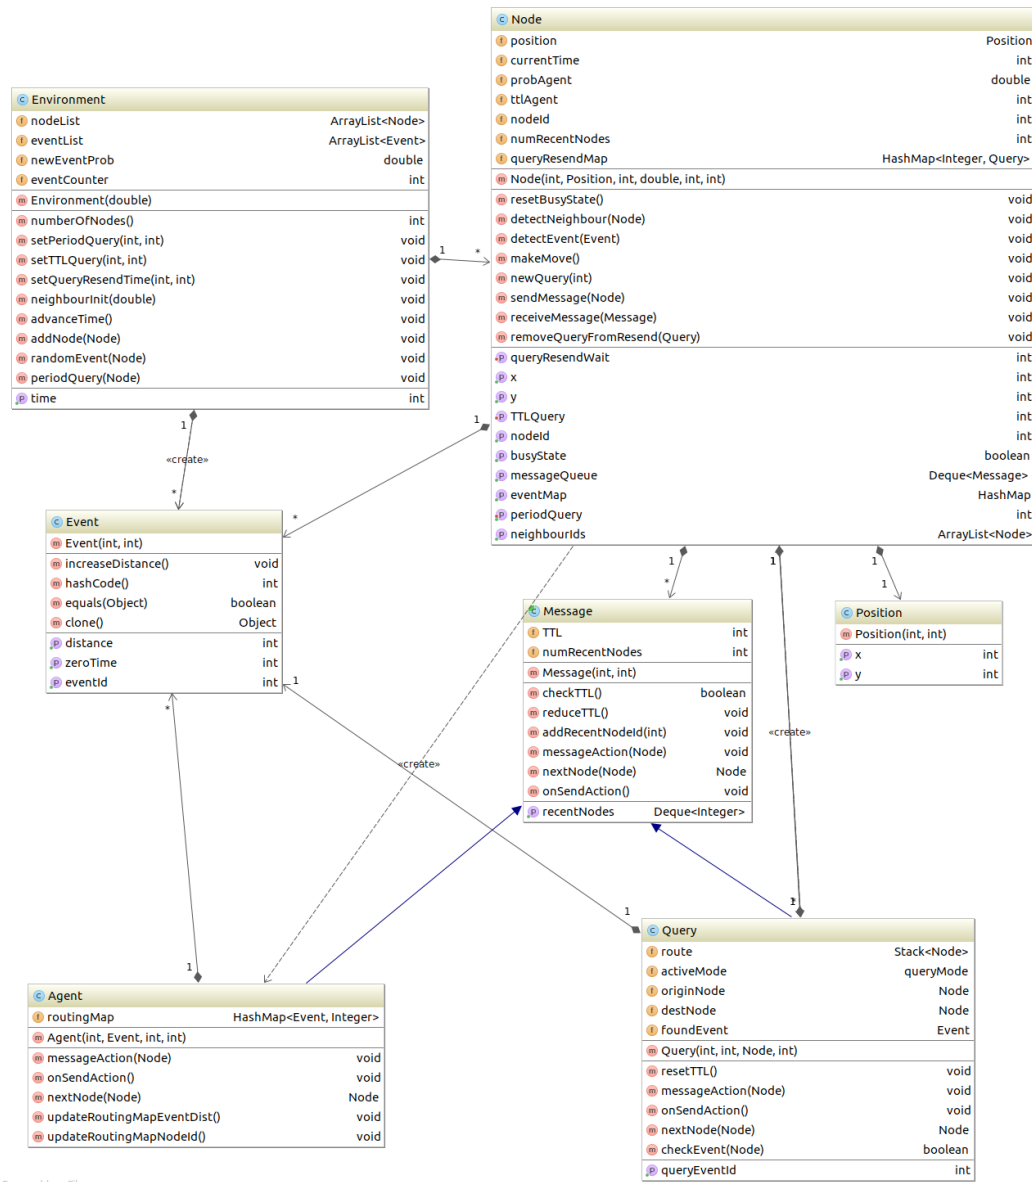 Node
position Position
currentTime int
probAgent double
ttlAgent int
nodeId int
numRecentNodes int
queryResendMap HashMap<Integer, Query>
Node(int, Position, int, double, int, int)
resetBusyState() void
detectNeighbour(Node) void
detectEvent(Event) void
makeMove() void
newQuery(int) void
sendMessage(Node) void
receiveMessage(Message) void
removeQueryFromResend(Query) void
queryResendWait int
x int
y int
TTLQuery int
nodeId int
busyState boolean
messageQueue Deque<Message>
eventMap HashMap
periodQuery int
neighbourIds ArrayList<Node>
Environment
nodeList ArrayList<Node>
eventList ArrayList<Event>
newEventProb double
eventCounter int
Environment(double)
numberOfNodes() int
setPeriodQuery(int, int) void
setTTLQuery(int, int) void
setQueryResendTime(int, int) void
neighbourInit(double) void
advanceTime() void
addNode(Node) void
randomEvent(Node) void
periodQuery(Node) void
time int
1 *
1
«create»
*
1
*
Event
Event(int, int)
increaseDistance() void
hashCode() int
equals(Object) boolean
clone() Object
distance int
zeroTime int
eventId int
1
*
1
1
1
1
Message
TTL int
numRecentNodes int
Message(int, int)
checkTTL() boolean
reduceTTL() void
addRecentNodeId(int) void
messageAction(Node) void
nextNode(Node) Node
onSendAction() void
recentNodes Deque<Integer>
Position
Position(int, int)
x int
y int
*
1
«create»
«create»
1
1
1
Agent
routingMap HashMap<Event, Integer>
Agent(int, Event, int, int)
messageAction(Node) void
onSendAction() void
nextNode(Node) Node
updateRoutingMapEventDist() void
updateRoutingMapNodeId() void
Query
route Stack<Node>
activeMode queryMode
originNode Node
destNode Node
foundEvent Event
Query(int, int, Node, int)
resetTTL() void
messageAction(Node) void
onSendAction() void
nextNode(Node) Node
checkEvent(Node) boolean
queryEventId int